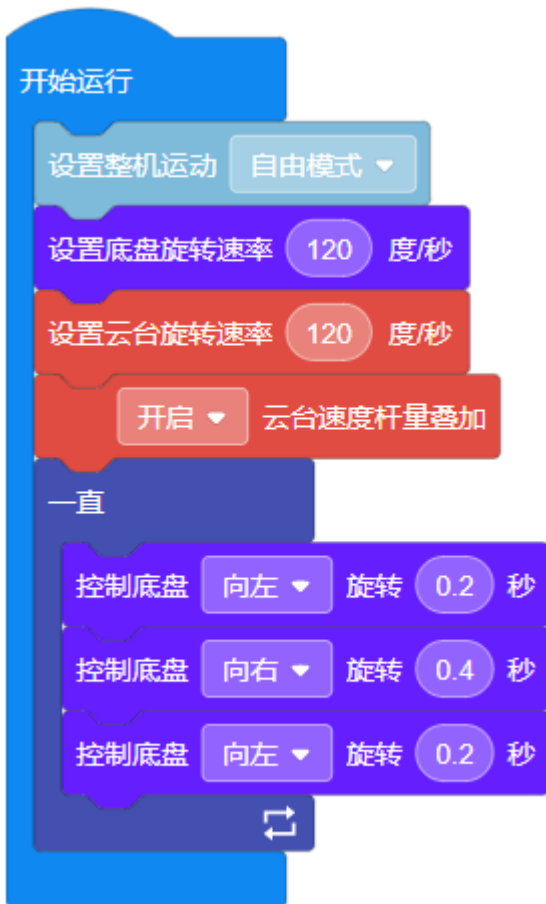 开始运行
设置整机运动 自由模式
设置底盘旋转速率 120 度/秒
设置云台旋转速率 120 度/秒
开启 云台速度杆量叠加
一直
控制底盘 向左 旋转 0.2 秒
控制底盘 向右 旋转 0.4 秒
控制底盘 向左 旋转 0.2 秒